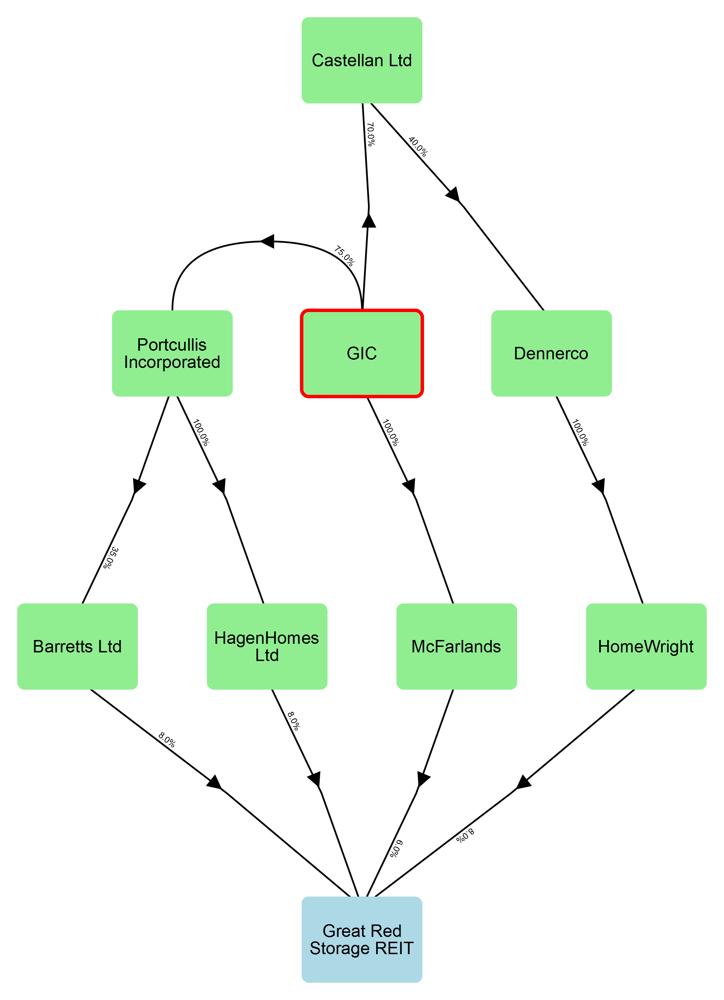 Castellan Ltd
70.0%
40.0%
75.0%
Portcullis
Incorporated
GIC
Dennerco
100.0%
100.0%
100.0%
35.0%
Barretts Ltd
HagenHomes
Ltd
McFarlands
HomeWright
8.0%
8.0%
6.0%
8.0%
Great Red
Storage REIT